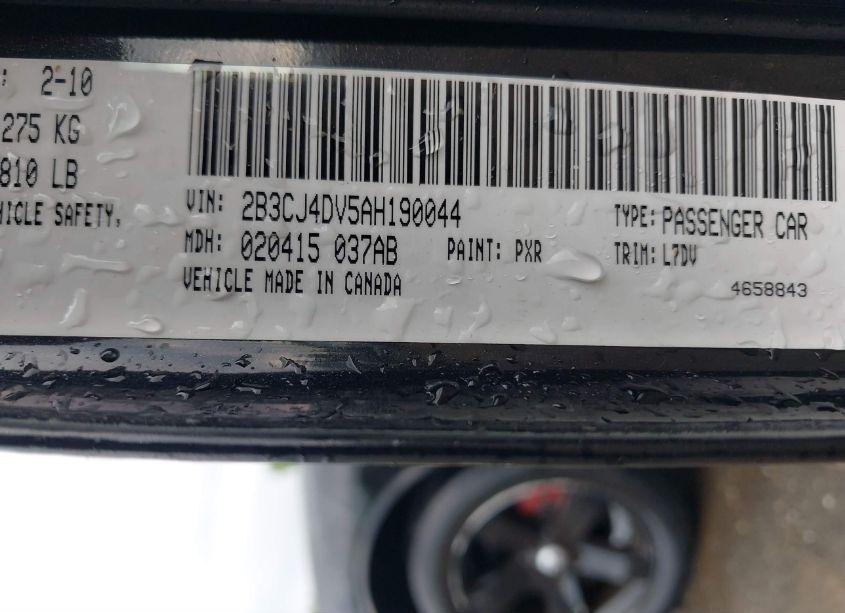 : 2-10
275 KG
810 LB
HICLE SAFETY,
VIN: 2B3CJ4DV5AH190044
TYPE: PASSENGER CAR
MDH: 020415 037AB
PAINT: PXR
TRIM: L7DV
VEHICLE MADE IN CANADA
4658843